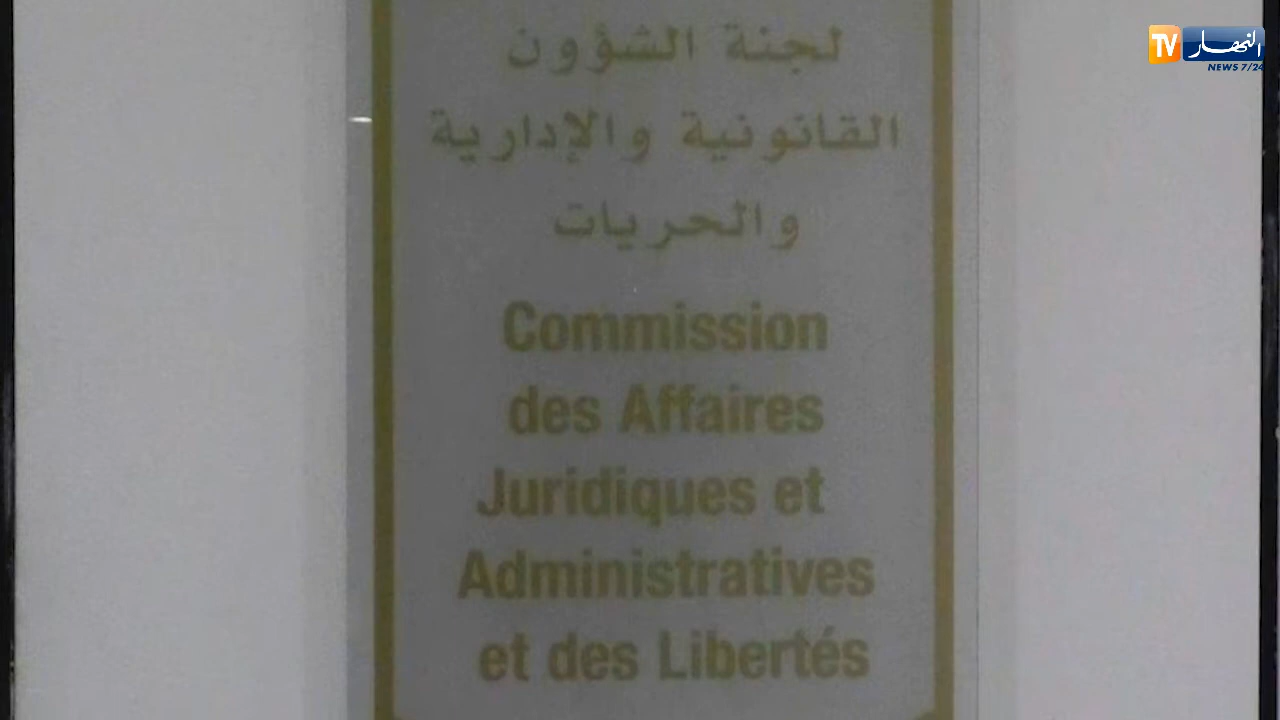 لجنة الشؤون
القانونية والإدارية
والحريات
Commission
des Affaires
Juridiques et
Administratives
et des Libertés
TV النهار
NEWS 7/24